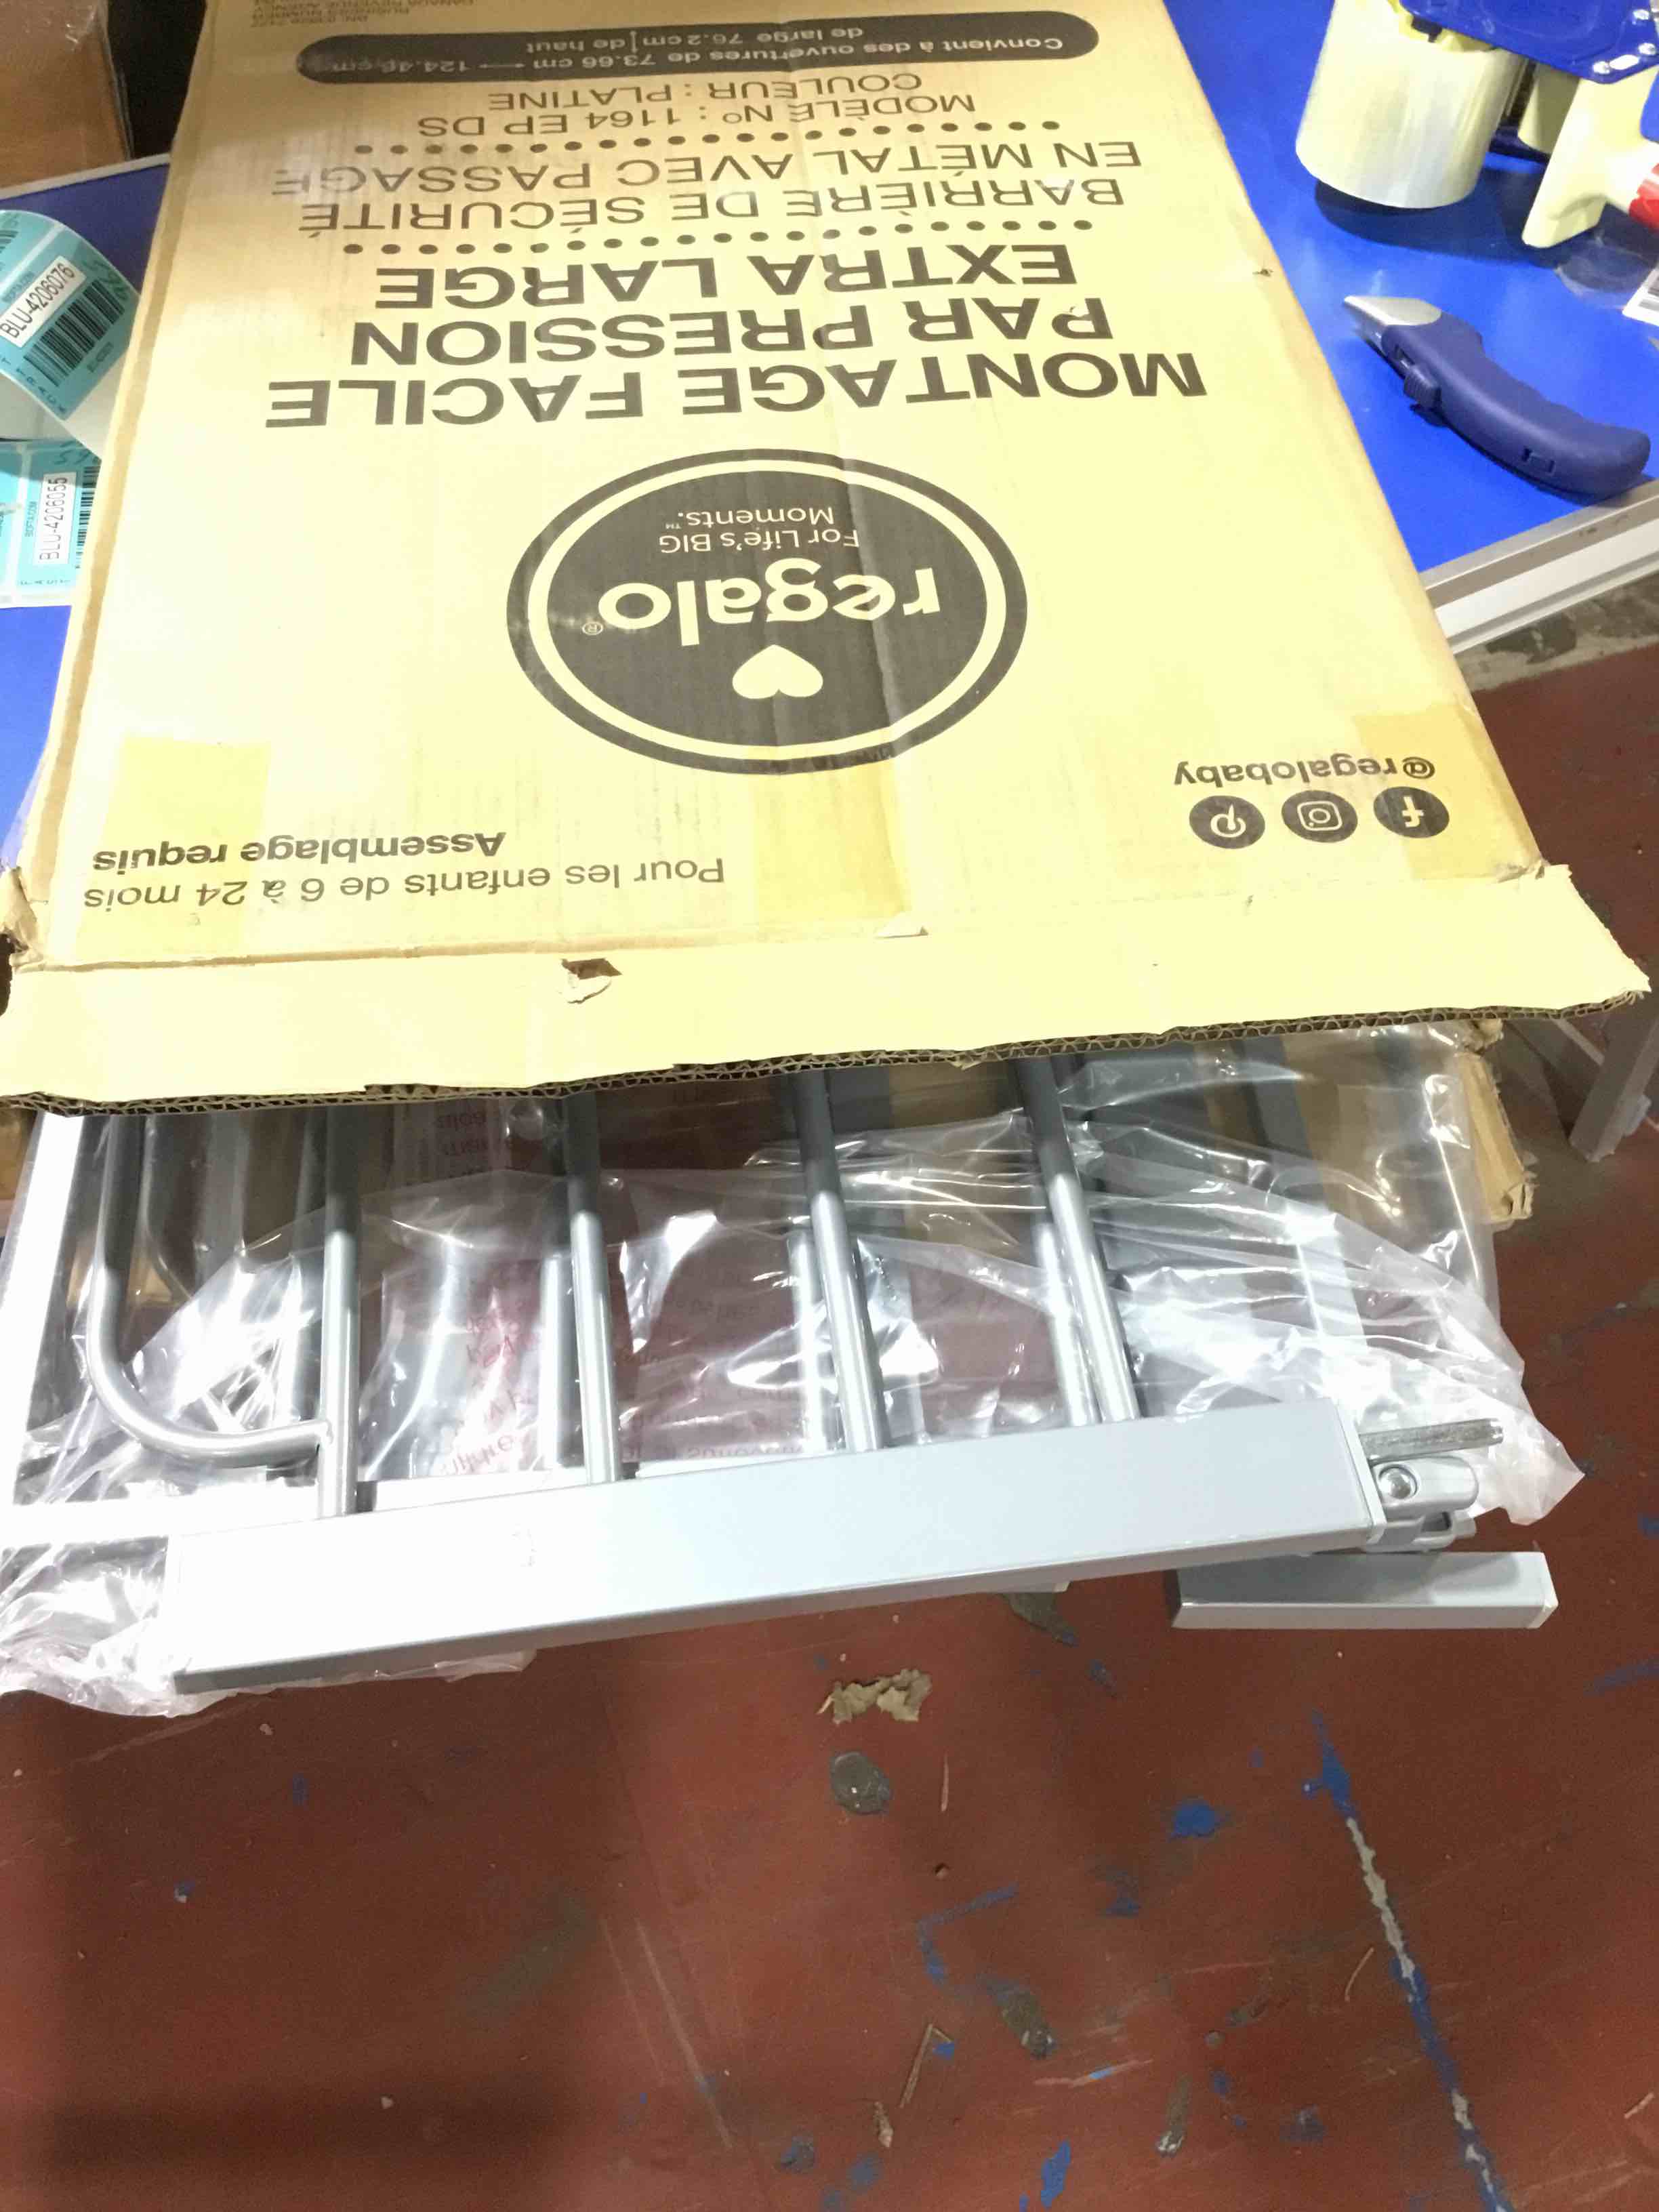 @regalobaby
Pour les enfants de 6 à 24 mois
Assemblage requis
regalo®
For Life's BIG
Moments.™
MONTAGE FACILE
PAR PRESSION
EXTRA LARGE
BARRIÈRE DE SÉCURITÉ
EN MÉTAL AVEC PASSAGE
MODÈLE Nº : 1164 EP DS
COULEUR : PLATINE
Convient à des ouvertures de 73.66 cm 124.46 cm
de large 76.2 cm de haut
BLU-4206076
BLU-4206055